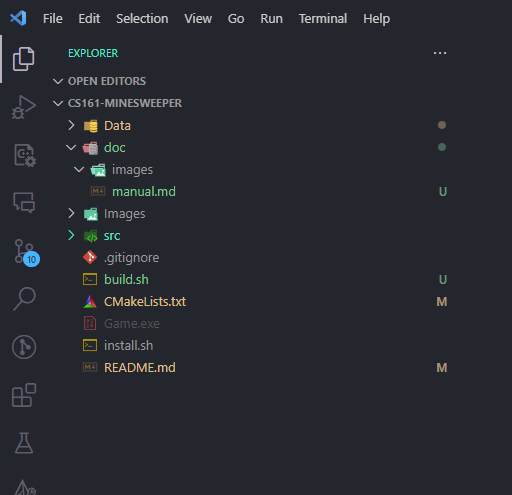 File Edit Selection View Go Run Terminal Help
EXPLORER ...
OPEN EDITORS
CS161-MINESWEEPER
Data
doc
images
manual.md U
Images
src
.gitignore
build.sh U
CMakeLists.txt M
Game.exe
install.sh
README.md M
10